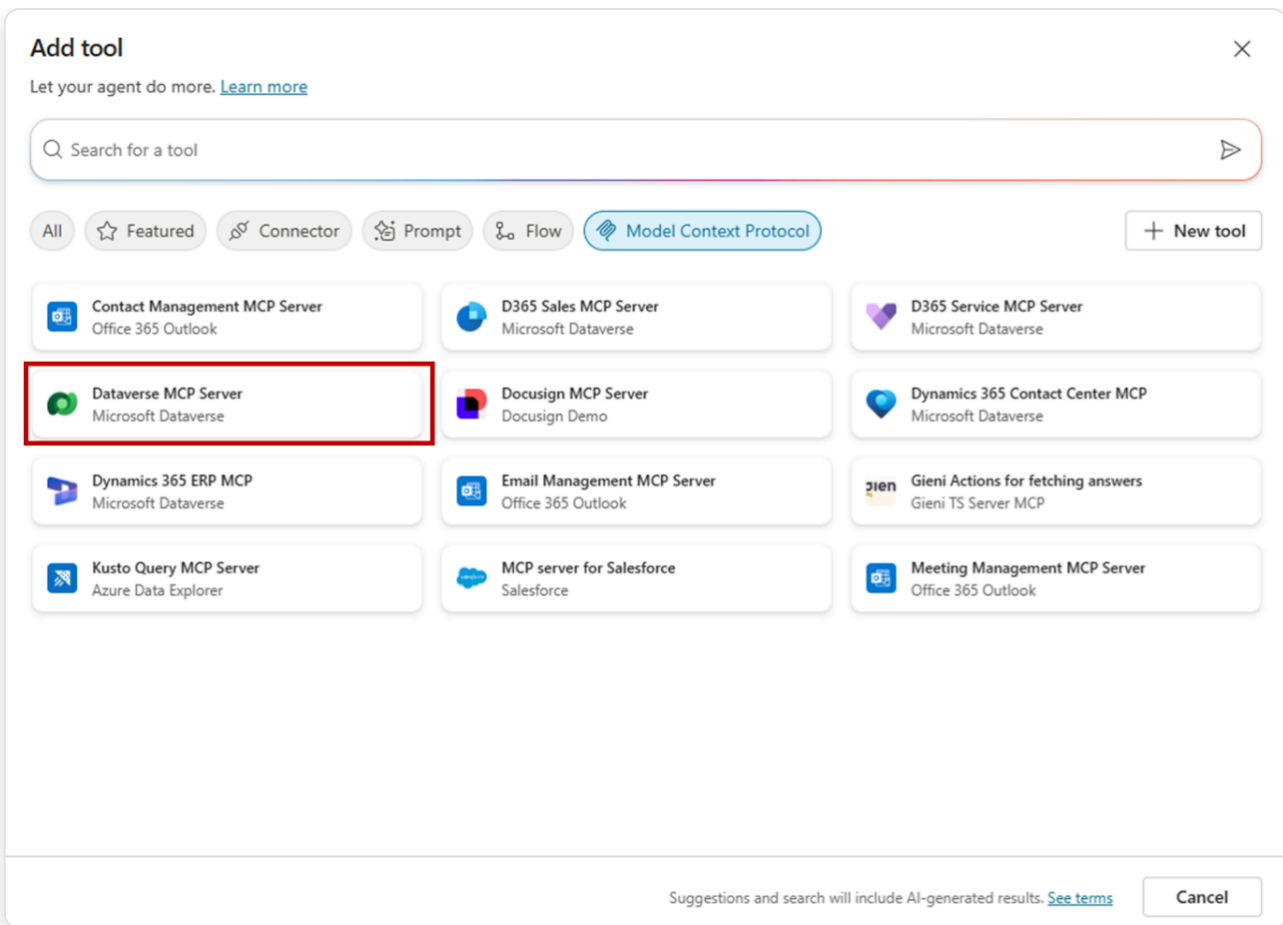 Add tool
Let your agent do more. Learn more
Search for a tool
All Featured Connector Prompt Flow Model Context Protocol New tool
Contact Management MCP Server
Office 365 Outlook
D365 Sales MCP Server
Microsoft Dataverse
D365 Service MCP Server
Microsoft Dataverse
Dataverse MCP Server
Microsoft Dataverse
Docusign MCP Server
Docusign Demo
Dynamics 365 Contact Center MCP
Microsoft Dataverse
Dynamics 365 ERP MCP
Microsoft Dataverse
Email Management MCP Server
Office 365 Outlook
gien
Gieni Actions for fetching answers
Gieni TS Server MCP
Kusto Query MCP Server
Azure Data Explorer
MCP server for Salesforce
Salesforce
Meeting Management MCP Server
Office 365 Outlook
Suggestions and search will include AI-generated results. See terms
Cancel